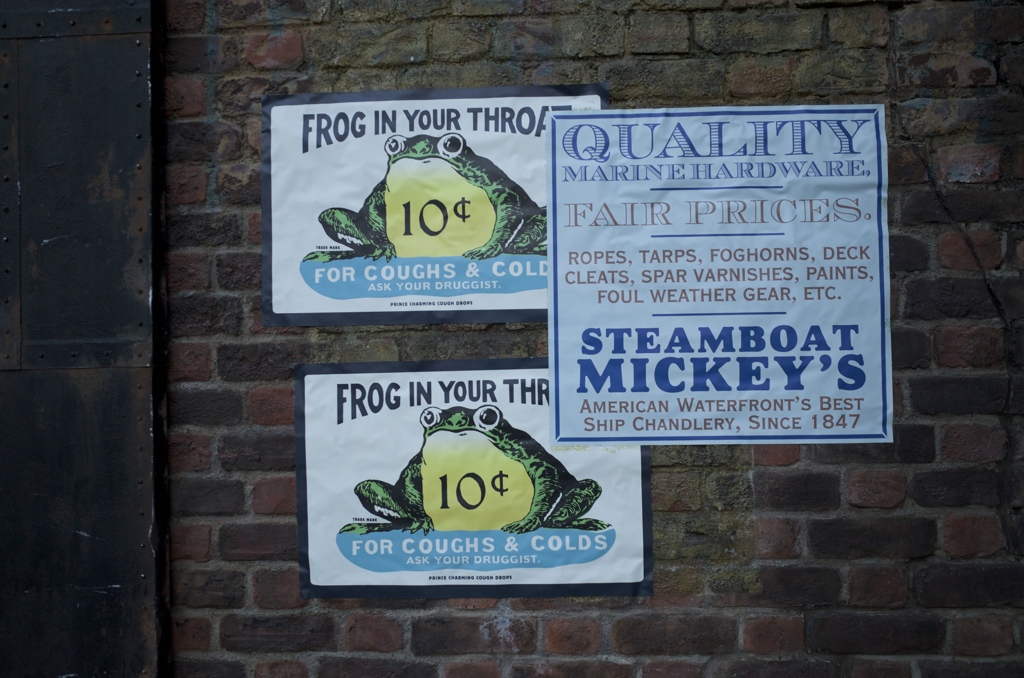 FROG IN YOUR THROA
10¢
TRADE MARK
FOR COUGHS & COLD
ASK YOUR DRUGGIST.
PRINCE CHARMING COUGH DROPS
QUALITY
MARINE HARDWARE,
FAIR PRICES.
ROPES, TARPS, FOGHORNS, DECK
CLEATS, SPAR VARNISHES, PAINTS,
FOUL WEATHER GEAR, ETC.
STEAMBOAT
MICKEY'S
AMERICAN WATERFRONT'S BEST
SHIP CHANDLERY, SINCE 1847
FROG IN YOUR THR
10¢
TRADE MARK
FOR COUGHS & COLDS
ASK YOUR DRUGGIST.
PRINCE CHARMING COUGH DROPS